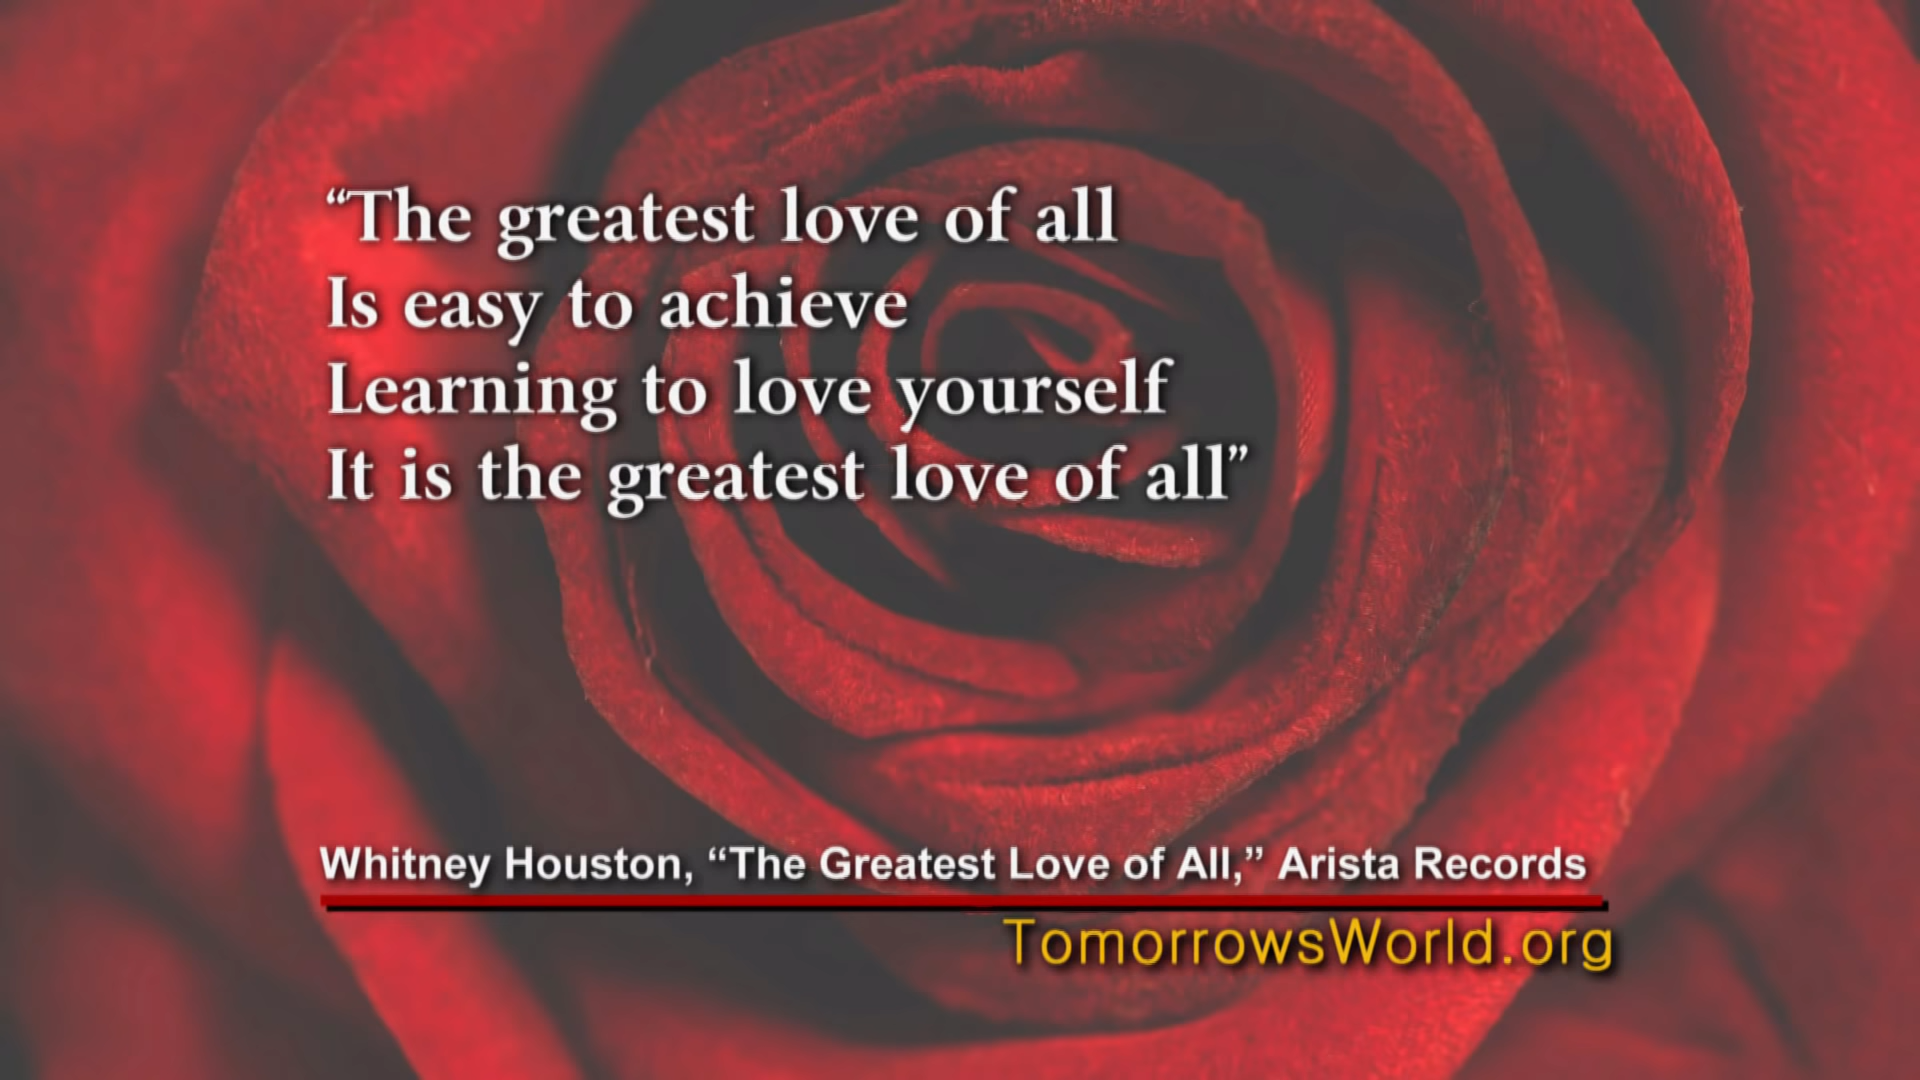 “The greatest love of all
Is easy to achieve
Learning to love yourself
It is the greatest love of all”
Whitney Houston, “The Greatest Love of All,” Arista Records
TomorrowsWorld.org